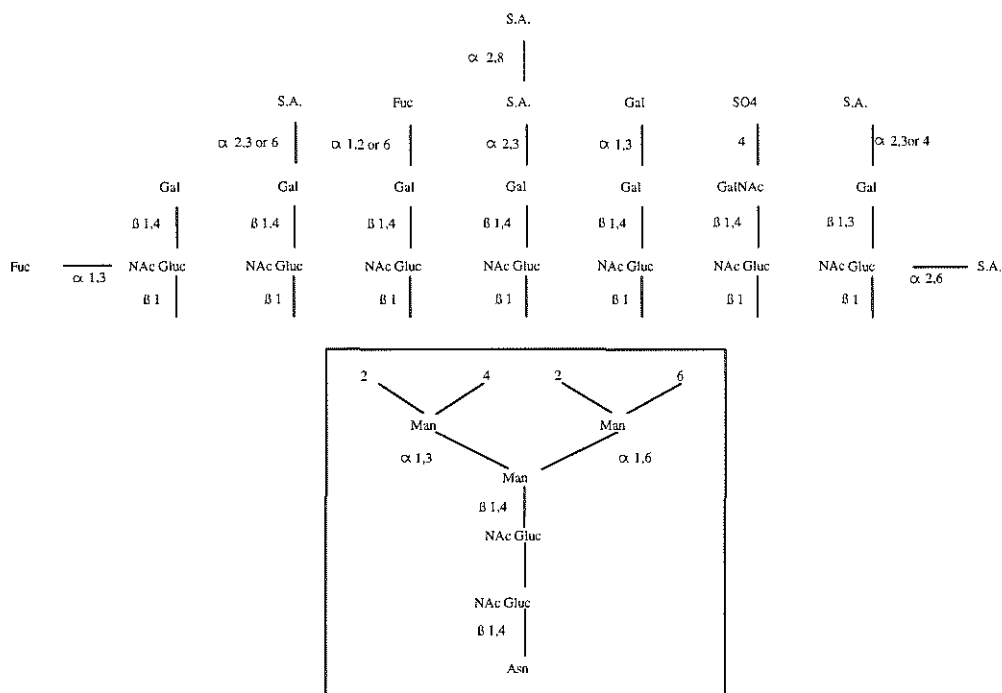 S.A.
α 2,8
S.A. Fuc S.A. Gal SO4 S.A.
α 2,3 or 6 α 1,2 or 6 α 2,3 α 1,3 4 α 2,3or 4
Gal Gal Gal Gal Gal GalNAc Gal
ß 1,4 ß 1,4 ß 1,4 ß 1,4 ß 1,4 ß 1,4 ß 1,3
Fuc NAc Gluc NAc Gluc NAc Gluc NAc Gluc NAc Gluc NAc Gluc NAc Gluc S.A.
α 1,3 α 2,6
ß 1 ß 1 ß 1 ß 1 ß 1 ß 1 ß 1
2 4 2 6
Man Man
α 1,3 α 1,6
Man
ß 1,4
NAc Gluc
NAc Gluc
ß 1,4
Asn